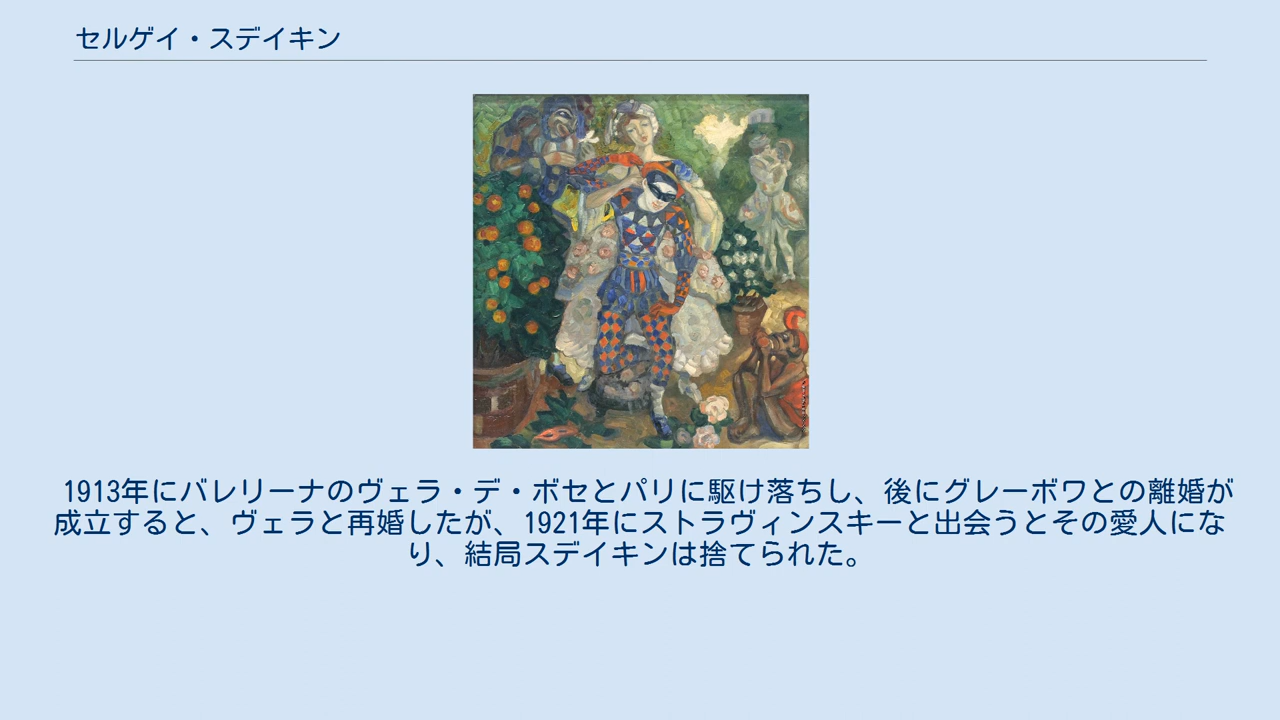 セルゲイ・スデイキン
1913年にバレリーナのヴェラ・デ・ボセとパリに駆け落ちし、後にグレーボワとの離婚が
成立すると、ヴェラと再婚したが、1921年にストラヴィンスキーと出会うとその愛人にな
り、結局スデイキンは捨てられた。